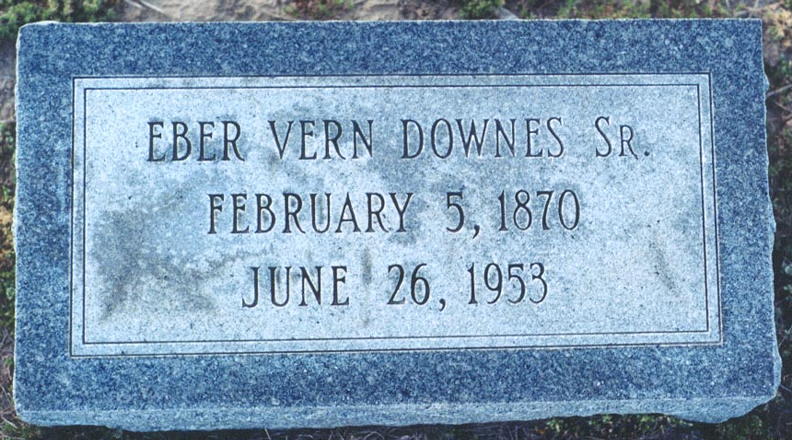 EBER VERN DOWNES SR.
FEBRUARY 5, 1870
JUNE 26, 1953